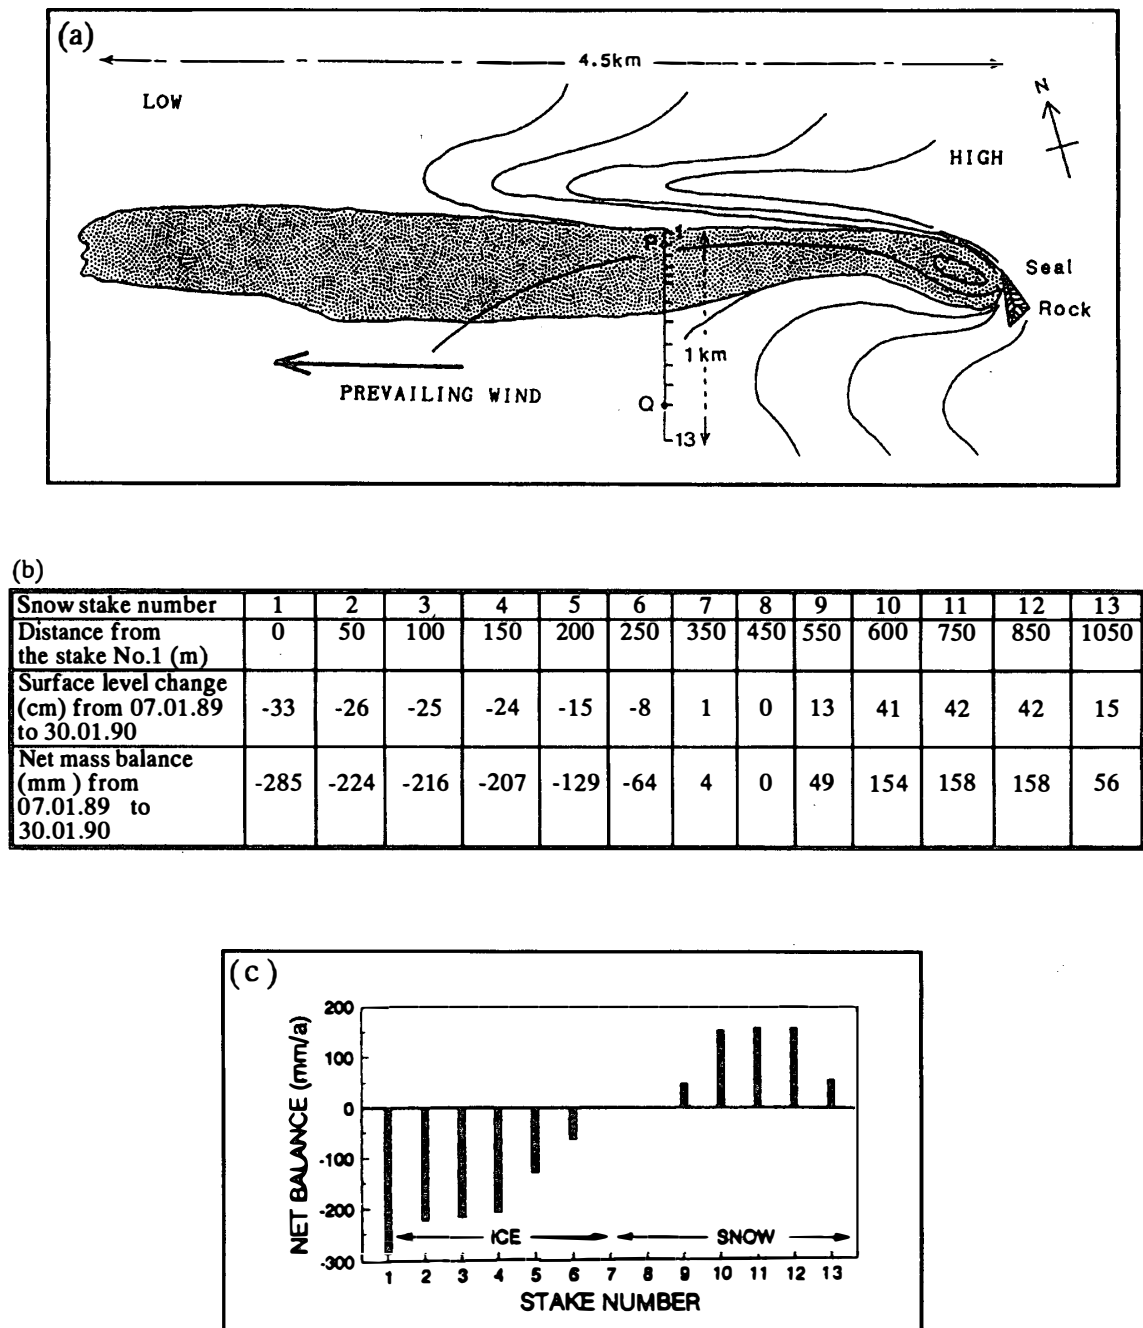 (a)
4.5km
LOW
N
HIGH
1
P
Seal
Rock
1 km
PREVAILING WIND
Q
13
(b)
Snow stake number 1 2 3 4 5 6 7 8 9 10 11 12 13
Distance from
the stake No.1 (m) 0 50 100 150 200 250 350 450 550 600 750 850 1050
Surface level change
(cm) from 07.01.89
to 30.01.90
-33 -26 -25 -24 -15 -8 1 0 13 41 42 42 15
Net mass balance
(mm ) from
07.01.89 to
30.01.90
-285 -224 -216 -207 -129 -64 4 0 49 154 158 158 56
(c)
NET BALANCE (mm/a)
200
100
0
-100
-200
-300
ICE SNOW
1 2 3 4 5 6 7 8 9 10 11 12 13
STAKE NUMBER